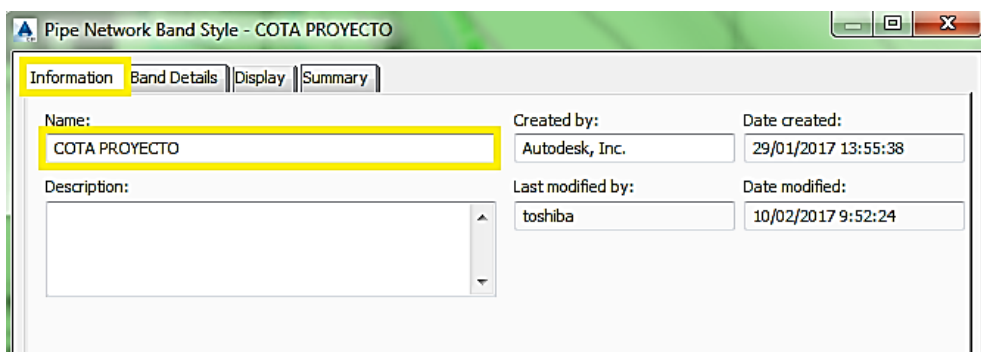 Pipe Network Band Style - COTA PROYECTO
Information Band Details Display Summary
Name: Created by: Date created:
COTA PROYECTO Autodesk, Inc. 29/01/2017 13:55:38
Description: Last modified by: Date modified:
toshiba 10/02/2017 9:52:24